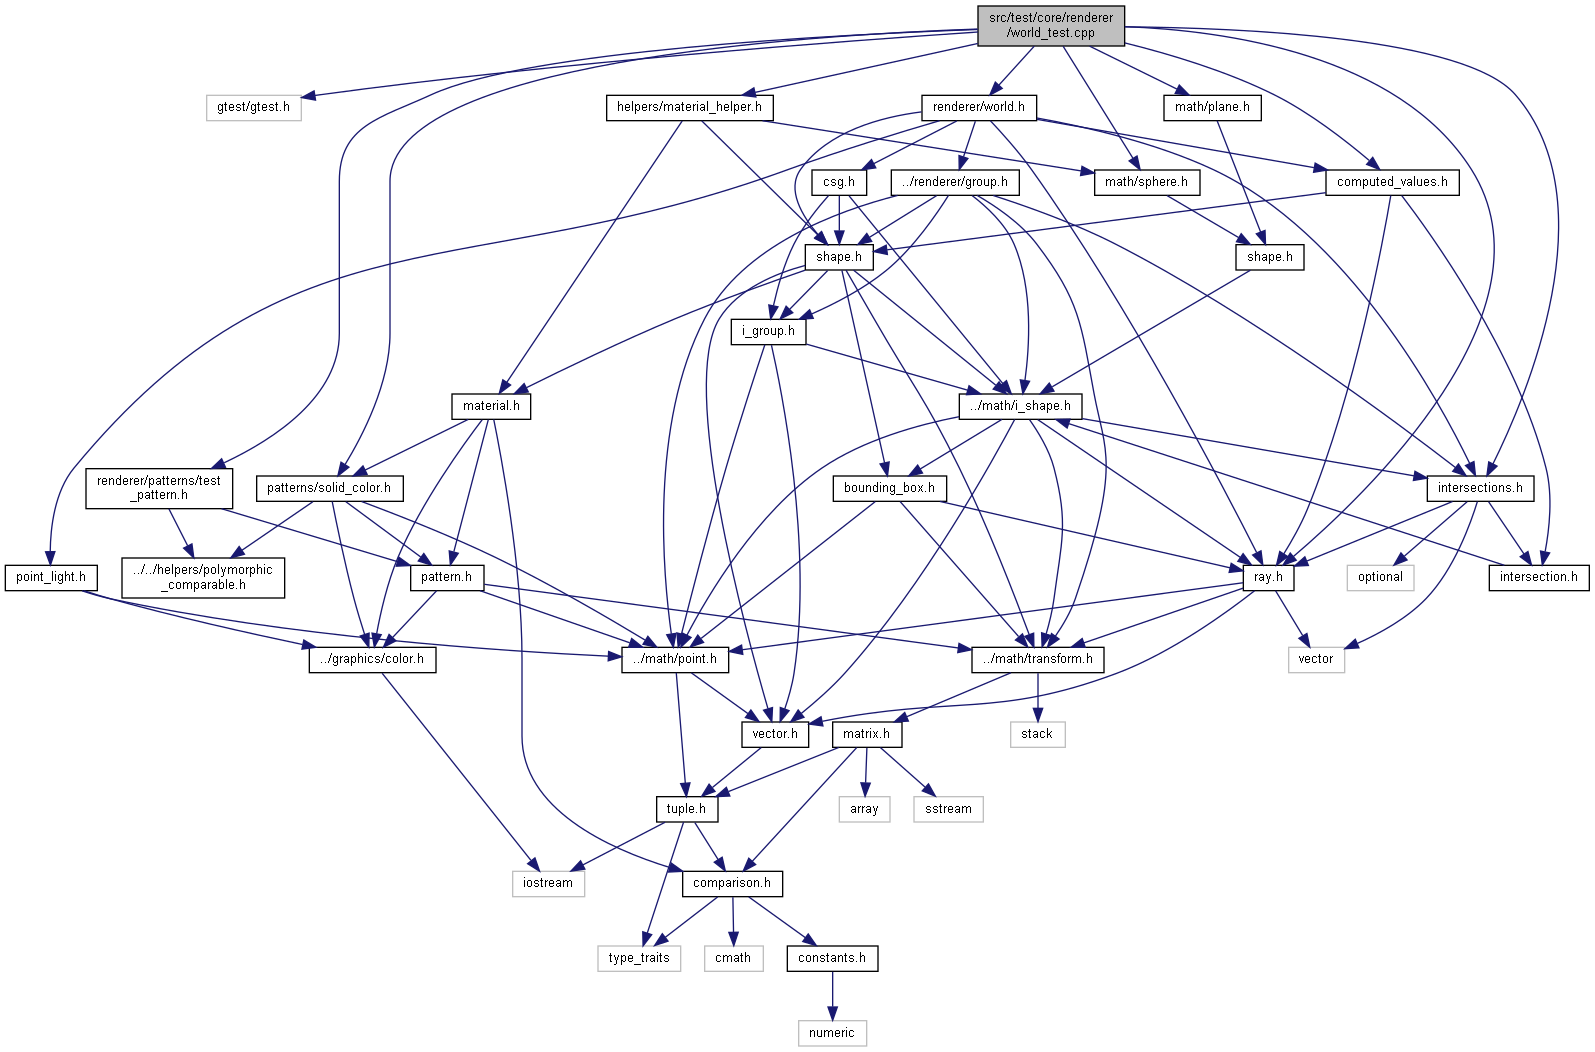 src/test/core/renderer
/world_test.cpp
gtest/gtest.h
helpers/material_helper.h
renderer/world.h
math/plane.h
csg.h
../renderer/group.h
math/sphere.h
computed_values.h
shape.h
shape.h
i_group.h
material.h
../math/i_shape.h
renderer/patterns/test
_pattern.h
patterns/solid_color.h
bounding_box.h
intersections.h
point_light.h
../../helpers/polymorphic
_comparable.h
pattern.h
ray.h
optional
intersection.h
../graphics/color.h
../math/point.h
../math/transform.h
vector
vector.h
matrix.h
stack
tuple.h
array
sstream
iostream
comparison.h
type_traits
cmath
constants.h
numeric